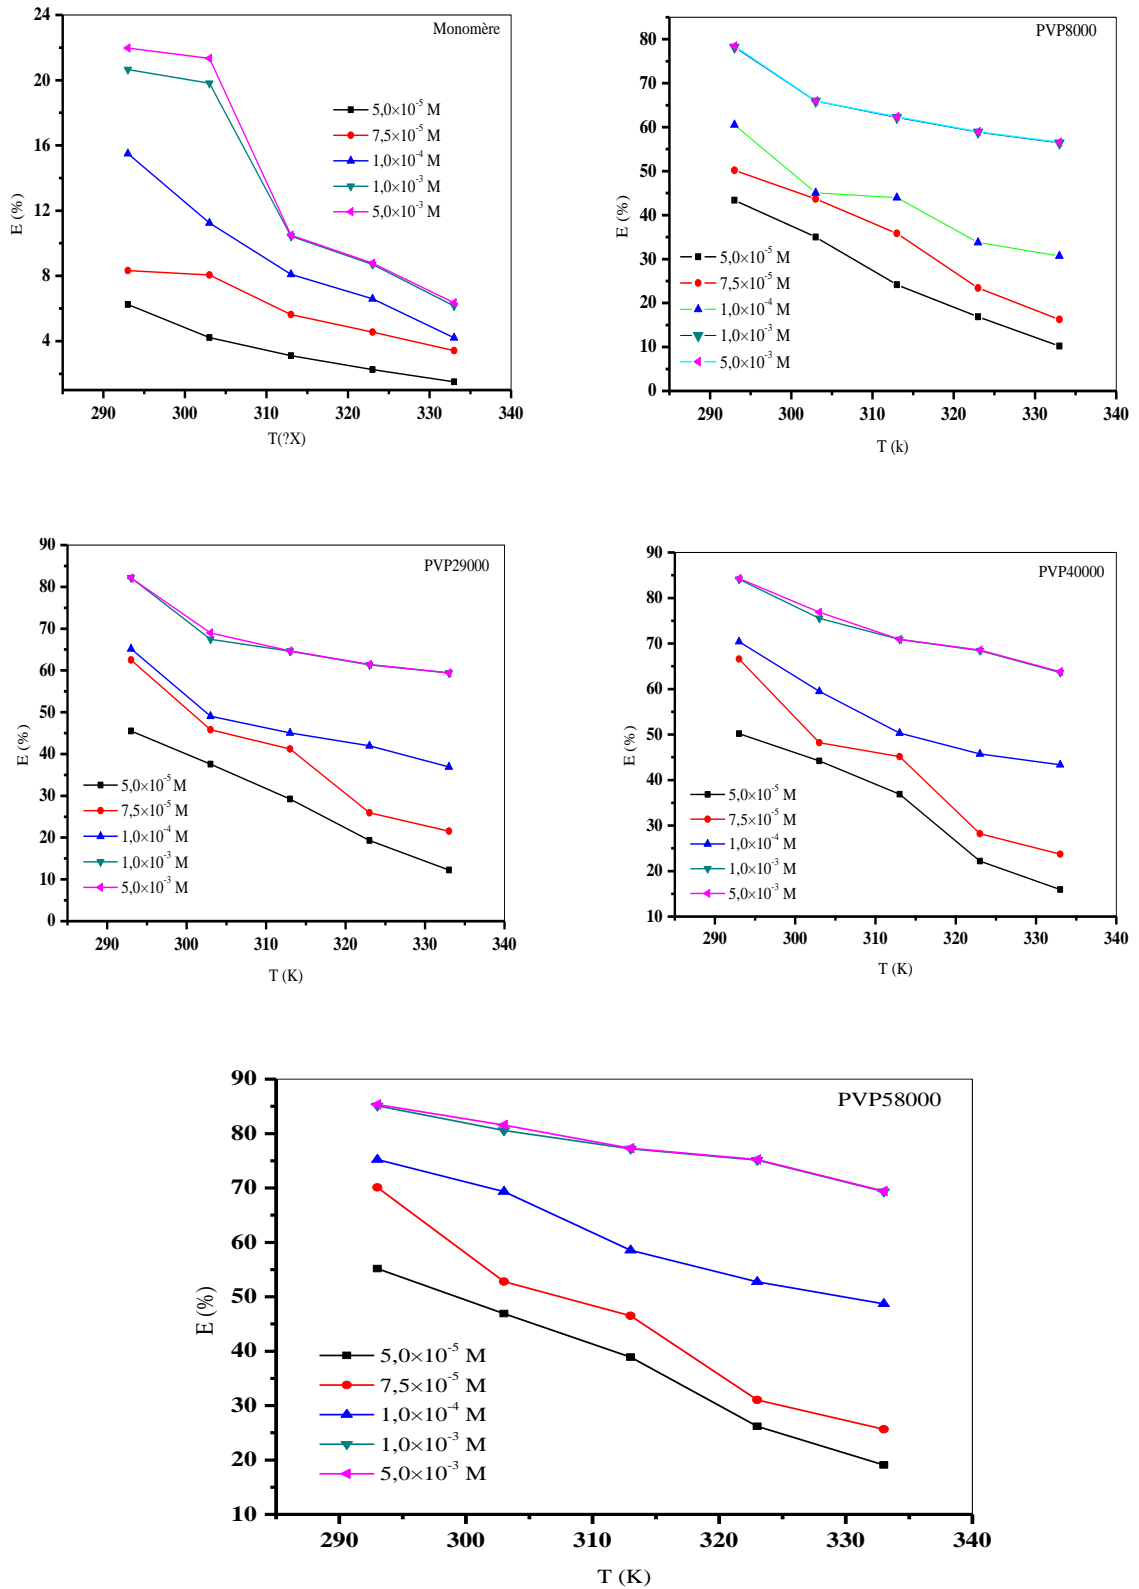 Monomère
24
20
16
12
8
4
E (%)
5,0×10-5 M
7,5×10-5 M
1,0×10-4 M
1,0×10-3 M
5,0×10-3 M
290 300 310 320 330 340
T(?X)
PVP8000
80
70
60
50
40
30
20
10
0
E (%)
5,0×10-5 M
7,5×10-5 M
1,0×10-4 M
1,0×10-3 M
5,0×10-3 M
290 300 310 320 330 340
T (k)
PVP29000
90
80
70
60
50
40
30
20
10
0
E (%)
5,0×10-5 M
7,5×10-5 M
1,0×10-4 M
1,0×10-3 M
5,0×10-3 M
290 300 310 320 330 340
T (K)
PVP40000
90
80
70
60
50
40
30
20
10
E (%)
5,0×10-5 M
7,5×10-5 M
1,0×10-4 M
1,0×10-3 M
5,0×10-3 M
290 300 310 320 330 340
T (K)
PVP58000
90
80
70
60
50
40
30
20
10
E (%)
5,0×10-5 M
7,5×10-5 M
1,0×10-4 M
1,0×10-3 M
5,0×10-3 M
290 300 310 320 330 340
T (K)